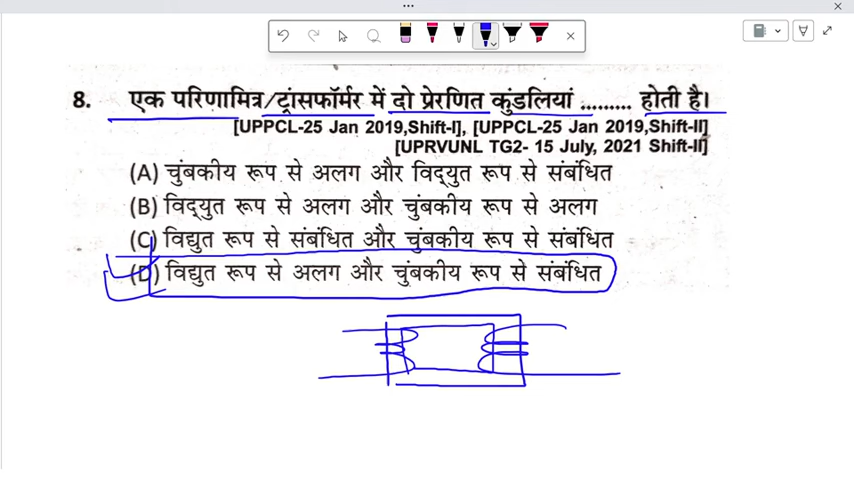 8. एक परिणामित्र/ट्रांसफॉर्मर में दो प्रेरणित कुंडलियां ......... होती है।
[UPPCL-25 Jan 2019,Shift-I], [UPPCL-25 Jan 2019,Shift-II]
[UPRVUNL TG2- 15 July, 2021 Shift-II]
(A) चुंबकीय रूप से अलग और विद्युत रूप से संबंधित
(B) विद्युत रूप से अलग और चुंबकीय रूप से अलग
(C) विद्युत रूप से संबंधित और चुंबकीय रूप से संबंधित
(D) विद्युत रूप से अलग और चुंबकीय रूप से संबंधित